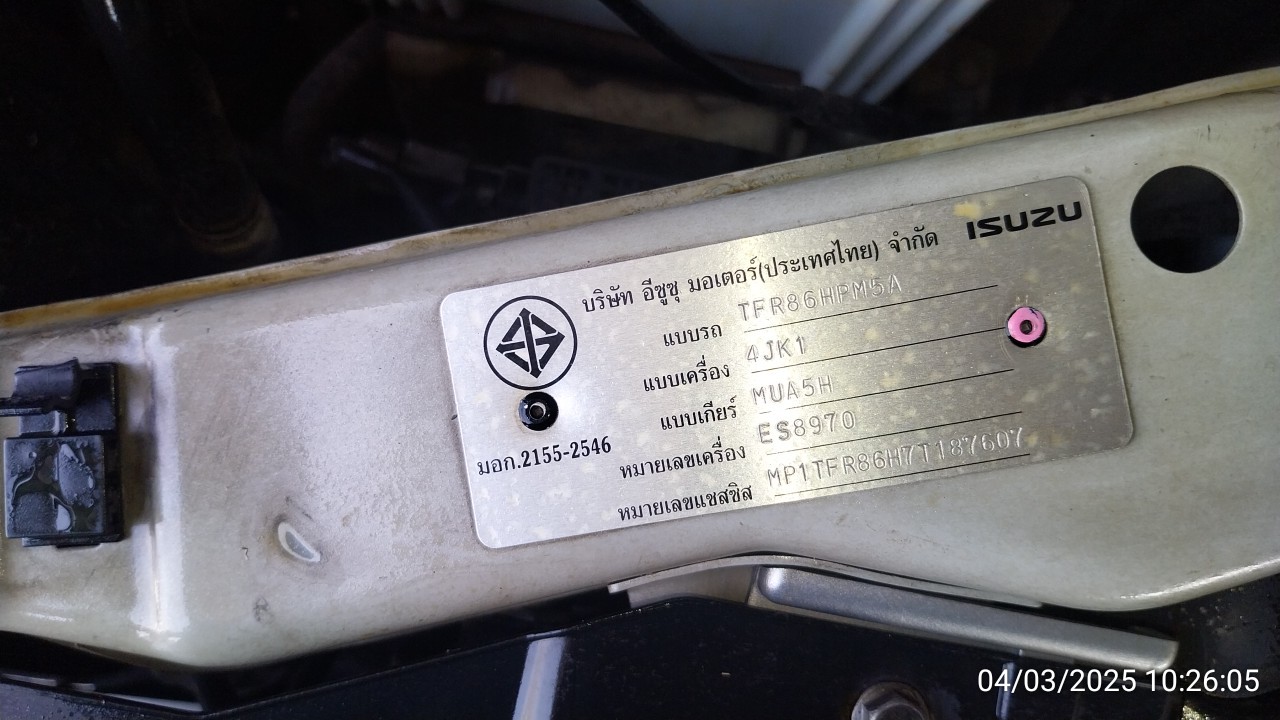 ISUZU
บริษัท อีซูซุ มอเตอร์(ประเทศไทย) จำกัด
แบบรถ TFR86HPM5A
แบบเครื่อง 4JK1
แบบเกียร์ MUA5H
มอก.2155-2546
หมายเลขเครื่อง ES8970
หมายเลขแชสซิส MP1TFR86H7T187607
04/03/2025 10:26:05